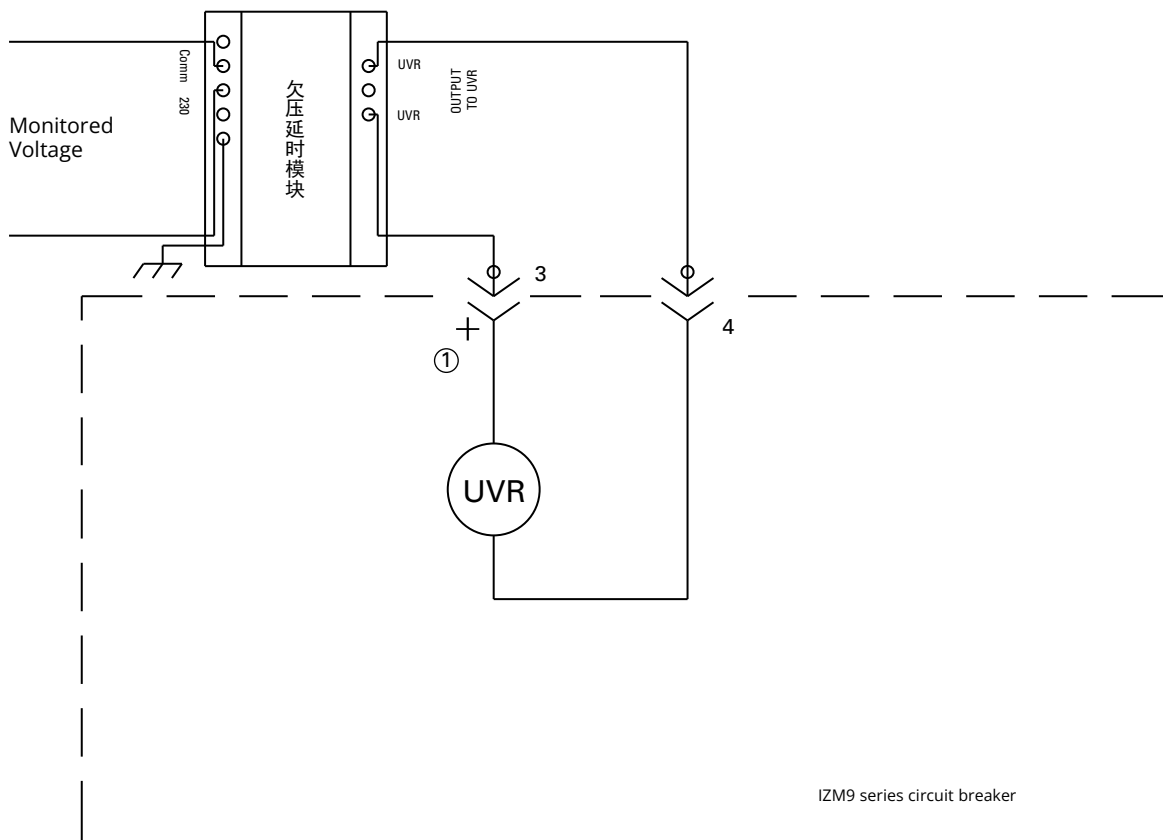 Monitored
Voltage
Comm
230
欠压延时模块
UVR
UVR
OUTPUT
TO UVR
3
4
+
①
UVR
IZM9 series circuit breaker